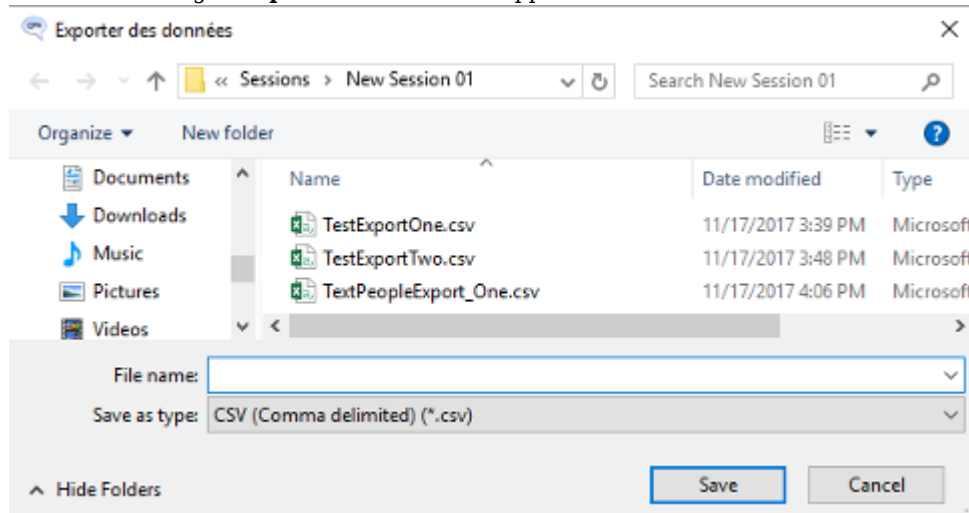 Exporter des données
« Sessions > New Session 01
Search New Session 01
Organize
New folder
Documents
Downloads
Music
Pictures
Videos
Name
Date modified
Type
TestExportOne.csv
11/17/2017 3:39 PM
Microsoft
TestExportTwo.csv
11/17/2017 3:48 PM
Microsoft
TextPeopleExport_One.csv
11/17/2017 4:06 PM
Microsoft
File name:
Save as type: CSV (Comma delimited) (*.csv)
Hide Folders
Save
Cancel